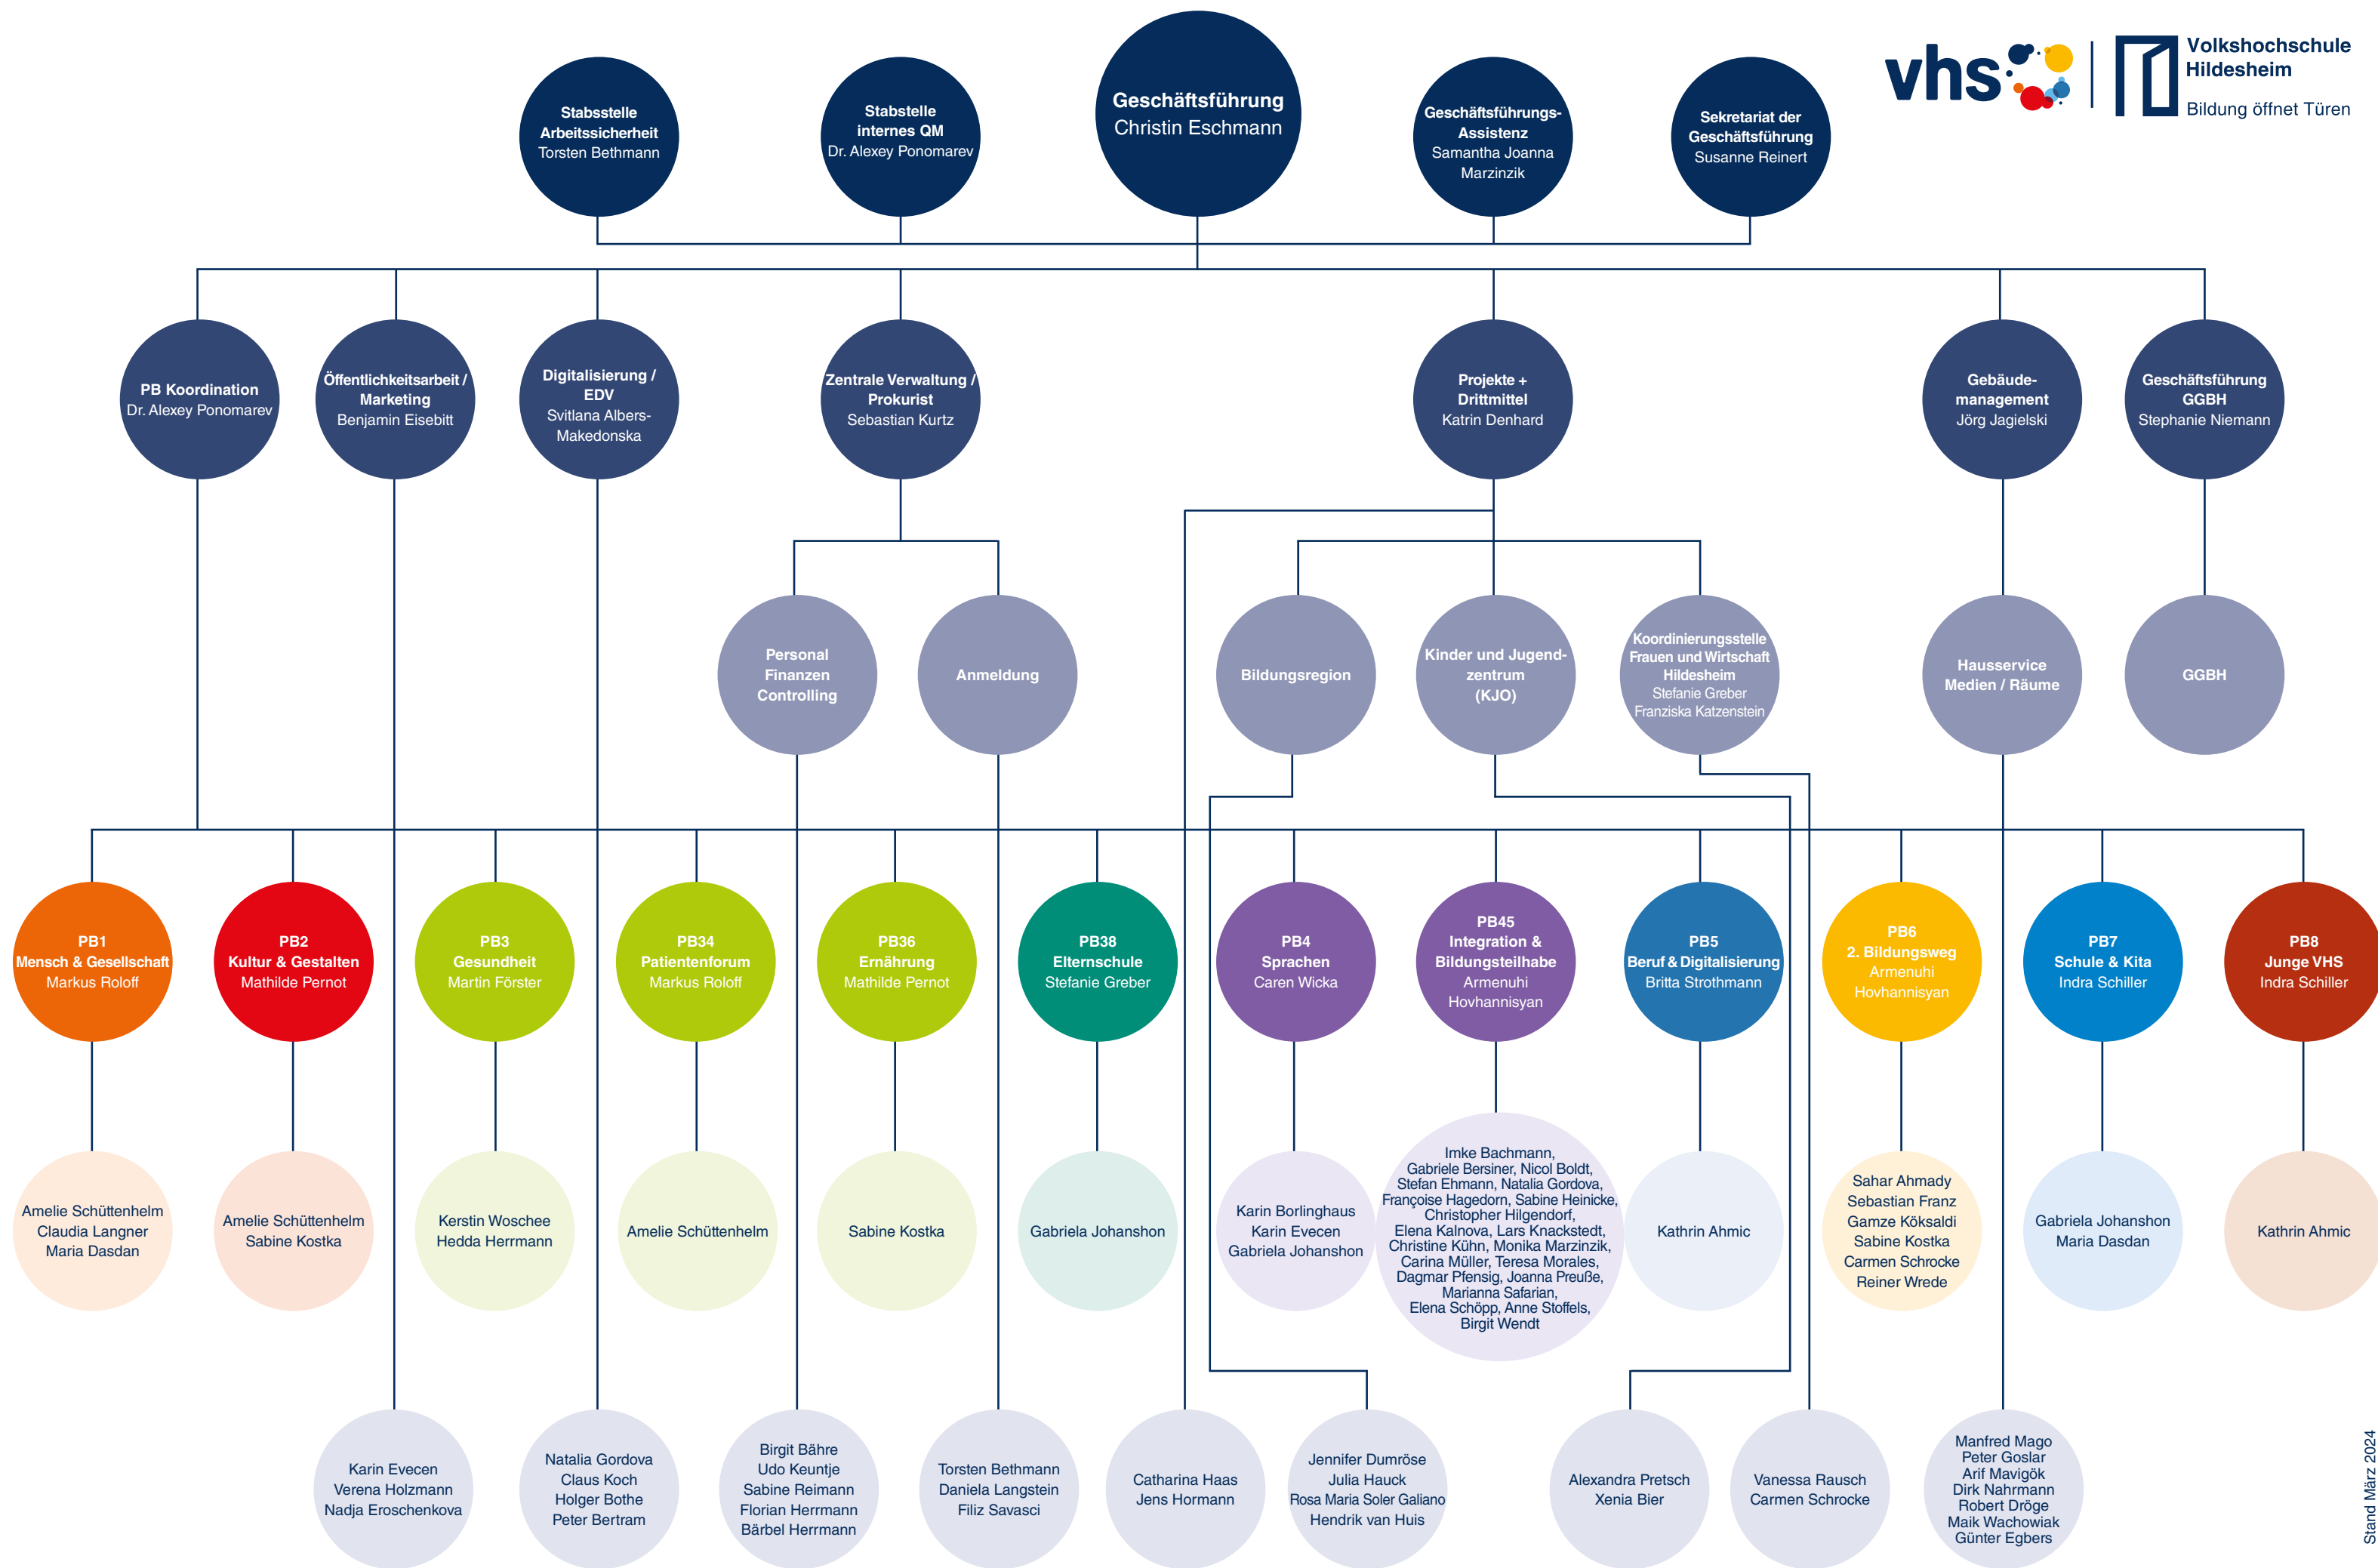 vhs
Volkshochschule
Hildesheim
Bildung öffnet Türen
Stabsstelle
Arbeitssicherheit
Torsten Bethmann
Stabstelle
internes QM
Dr. Alexey Ponomarev
Geschäftsführung
Christin Eschmann
Geschäftsführungs-
Assistenz
Samantha Joanna
Marzinzik
Sekretariat der
Geschäftsführung
Susanne Reinert
PB Koordination
Dr. Alexey Ponomarev
Öffentlichkeitsarbeit /
Marketing
Benjamin Eisebitt
Digitalisierung /
EDV
Svitlana Albers-
Makedonska
Zentrale Verwaltung /
Prokurist
Sebastian Kurtz
Projekte +
Drittmittel
Katrin Denhard
Gebäude-
management
Jörg Jagielski
Geschäftsführung
GGBH
Stephanie Niemann
Personal
Finanzen
Controlling
Anmeldung
Bildungsregion
Kinder und Jugend-
zentrum
(KJO)
Koordinierungsstelle
Frauen und Wirtschaft
Hildesheim
Stefanie Greber
Franziska Katzenstein
Hausservice
Medien / Räume
GGBH
PB1
Mensch & Gesellschaft
Markus Roloff
PB2
Kultur & Gestalten
Mathilde Pernot
PB3
Gesundheit
Martin Förster
PB34
Patientenforum
Markus Roloff
PB36
Ernährung
Mathilde Pernot
PB38
Elternschule
Stefanie Greber
PB4
Sprachen
Caren Wicka
PB45
Integration &
Bildungsteilhabe
Armenuhi
Hovhannisyan
PB5
Beruf & Digitalisierung
Britta Strothmann
PB6
2. Bildungsweg
Armenuhi
Hovhannisyan
PB7
Schule & Kita
Indra Schiller
PB8
Junge VHS
Indra Schiller
Amelie Schüttenhelm
Claudia Langner
Maria Dasdan
Amelie Schüttenhelm
Sabine Kostka
Kerstin Woschee
Hedda Herrmann
Amelie Schüttenhelm
Sabine Kostka
Gabriela Johanshon
Karin Borlinghaus
Karin Evecen
Gabriela Johanshon
Imke Bachmann,
Gabriele Bersiner, Nicol Boldt,
Stefan Ehmann, Natalia Gordova,
Françoise Hagedorn, Sabine Heinicke,
Christopher Hilgendorf,
Elena Kalnova, Lars Knackstedt,
Christine Kühn, Monika Marzinzik,
Carina Müller, Teresa Morales,
Dagmar Pfensig, Joanna Preuße,
Marianna Safarian,
Elena Schöpp, Anne Stoffels,
Birgit Wendt
Kathrin Ahmic
Sahar Ahmady
Sebastian Franz
Gamze Köksaldi
Sabine Kostka
Carmen Schrocke
Reiner Wrede
Gabriela Johanshon
Maria Dasdan
Kathrin Ahmic
Karin Evecen
Verena Holzmann
Nadja Eroschenkova
Natalia Gordova
Claus Koch
Holger Bothe
Peter Bertram
Birgit Bähre
Udo Keuntje
Sabine Reimann
Florian Herrmann
Bärbel Herrmann
Torsten Bethmann
Daniela Langstein
Filiz Savasci
Catharina Haas
Jens Hormann
Jennifer Dumröse
Julia Hauck
Rosa Maria Soler Galiano
Hendrik van Huis
Alexandra Pretsch
Xenia Bier
Vanessa Rausch
Carmen Schrocke
Manfred Mago
Peter Goslar
Arif Mavigök
Dirk Nahrmann
Robert Dröge
Maik Wachowiak
Günter Egbers
Stand März 2024